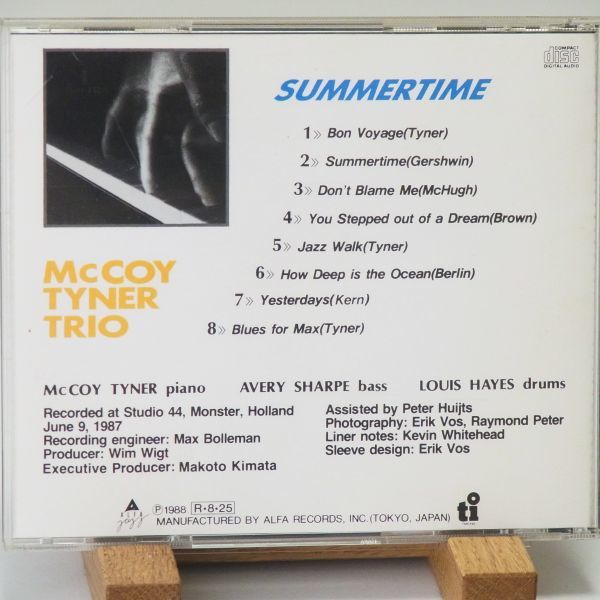 COMPACT
disc
DIGITAL AUDIO
SUMMERTIME
1» Bon Voyage(Tyner)
2» Summertime(Gershwin)
3» Don't Blame Me(McHugh)
4» You Stepped out of a Dream(Brown)
5» Jazz Walk(Tyner)
6» How Deep is the Ocean(Berlin)
7» Yesterdays(Kern)
8» Blues for Max(Tyner)
McCOY
TYNER
TRIO
McCOY TYNER piano AVERY SHARPE bass LOUIS HAYES drums
Recorded at Studio 44, Monster, Holland
June 9, 1987
Recording engineer: Max Bolleman
Producer: Wim Wigt
Executive Producer: Makoto Kimata
Assisted by Peter Huijts
Photography: Erik Vos, Raymond Peter
Liner notes: Kevin Whitehead
Sleeve design: Erik Vos
ALFA
jazz
Ⓟ1988 R・8・25
MANUFACTURED BY ALFA RECORDS, INC.(TOKYO, JAPAN)
ti